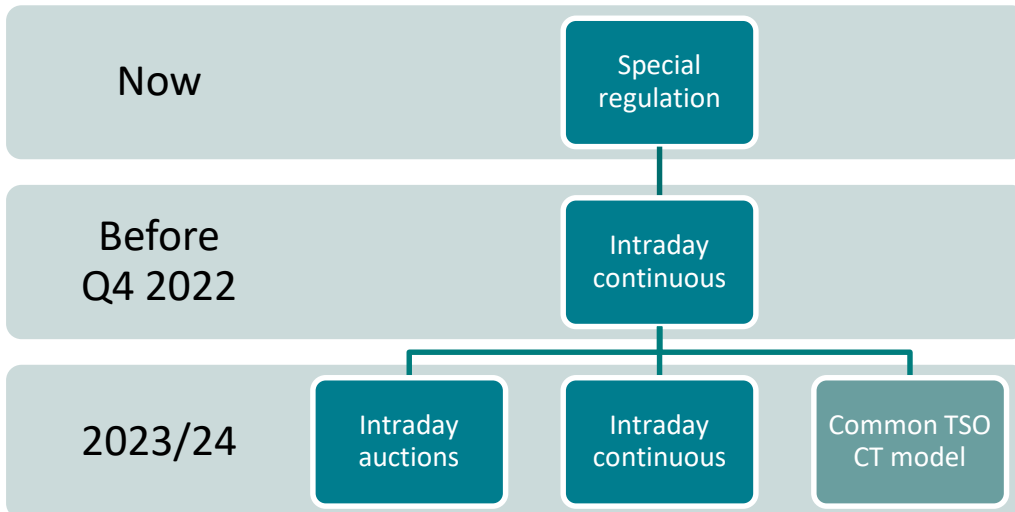 Now
Special
regulation
Before
Q4 2022
Intraday
continuous
2023/24
Intraday
auctions
Intraday
continuous
Common TSO
CT model